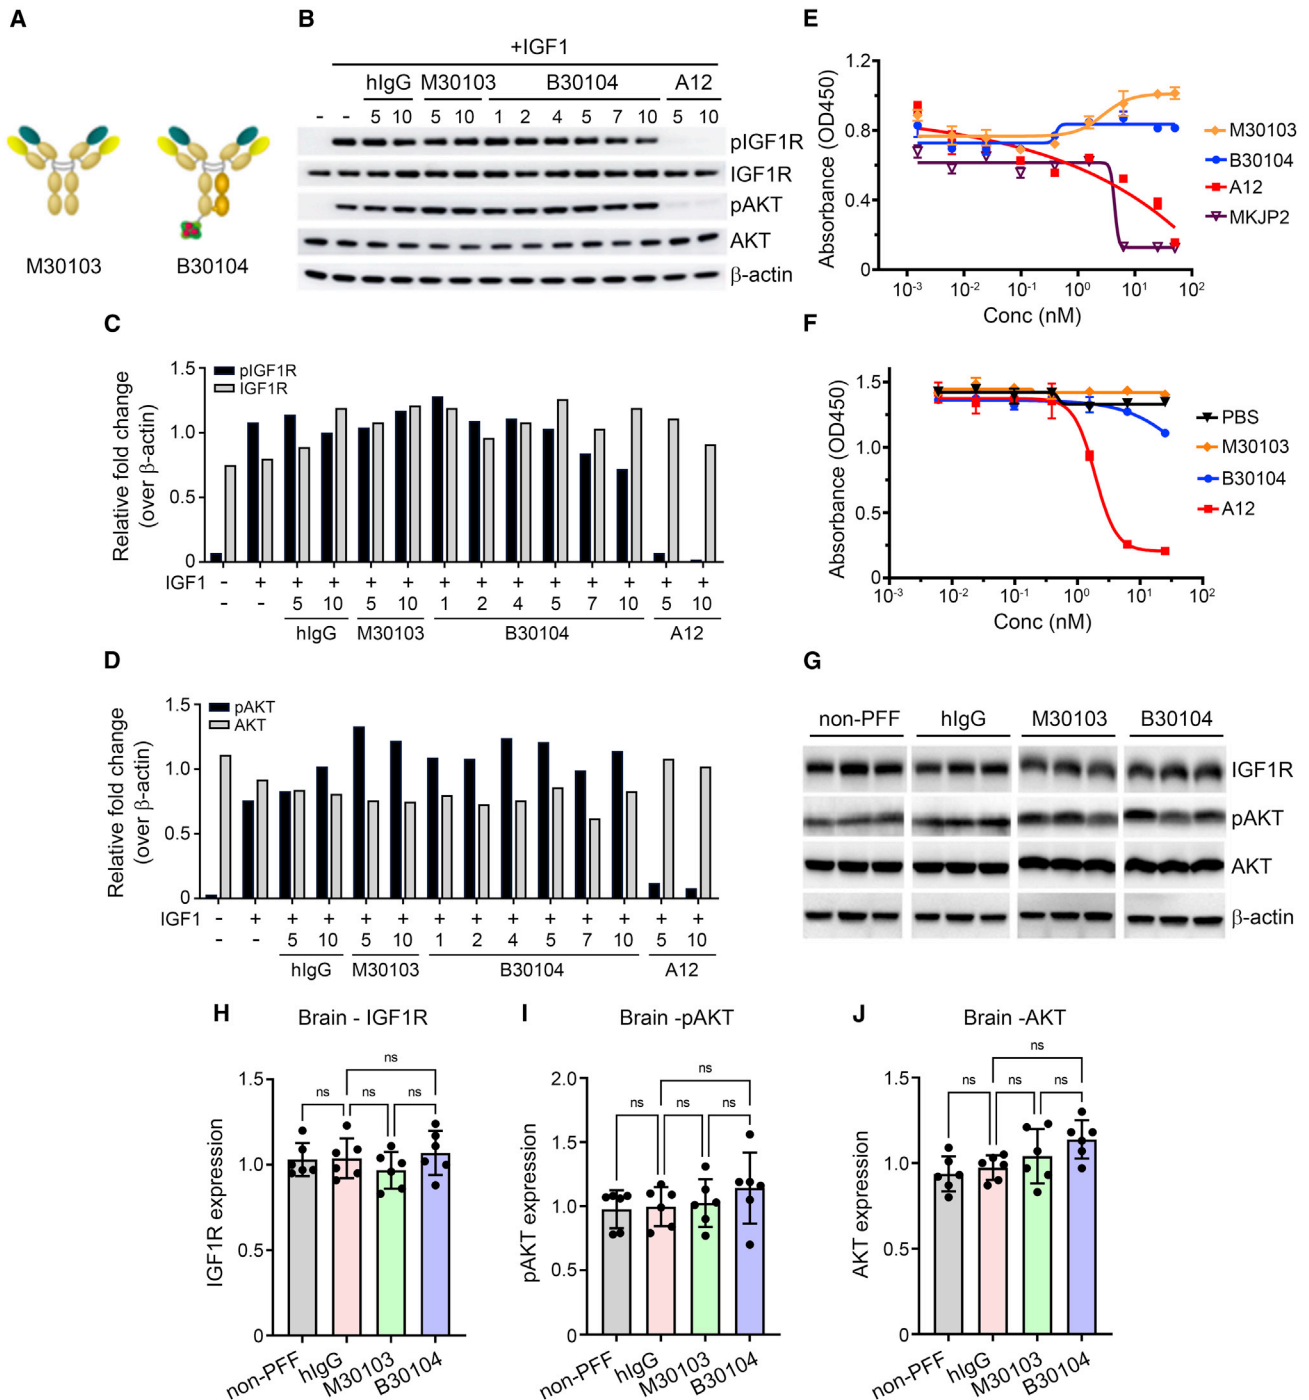 A
M30103
B30104
B
+IGF1
hIgG M30103 B30104 A12
- - 5 10 5 10 1 2 4 5 7 10 5 10
pIGF1R
IGF1R
pAKT
AKT
β-actin
C
Relative fold change
(over β-actin)
1.5
1.0
0.5
0
pIGF1R
IGF1R
IGF1 - + + + + + + + + + + + + +
- - 5 10 5 10 1 2 4 5 7 10 5 10
hIgG M30103 B30104 A12
D
Relative fold change
(over β-actin)
1.5
1.0
0.5
0
pAKT
AKT
IGF1 - + + + + + + + + + + + + +
- - 5 10 5 10 1 2 4 5 7 10 5 10
hIgG M30103 B30104 A12
E
Absorbance (OD450)
1.2
0.8
0.4
0
10⁻³ 10⁻² 10⁻¹ 10⁰ 10¹ 10²
Conc (nM)
M30103
B30104
A12
MKJP2
F
Absorbance (OD450)
1.5
1.0
0.5
0
10⁻³ 10⁻² 10⁻¹ 10⁰ 10¹ 10²
Conc (nM)
PBS
M30103
B30104
A12
G
non-PFF hIgG M30103 B30104
IGF1R
pAKT
AKT
β-actin
H
Brain - IGF1R
IGF1R expression
1.5
1.0
0.5
0
ns
ns ns ns
non-PFF hIgG M30103 B30104
I
Brain -pAKT
pAKT expression
2.0
1.5
1.0
0.5
0
ns
ns ns ns
non-PFF hIgG M30103 B30104
J
Brain -AKT
AKT expression
1.5
1.0
0.5
0
ns
ns ns ns
non-PFF hIgG M30103 B30104